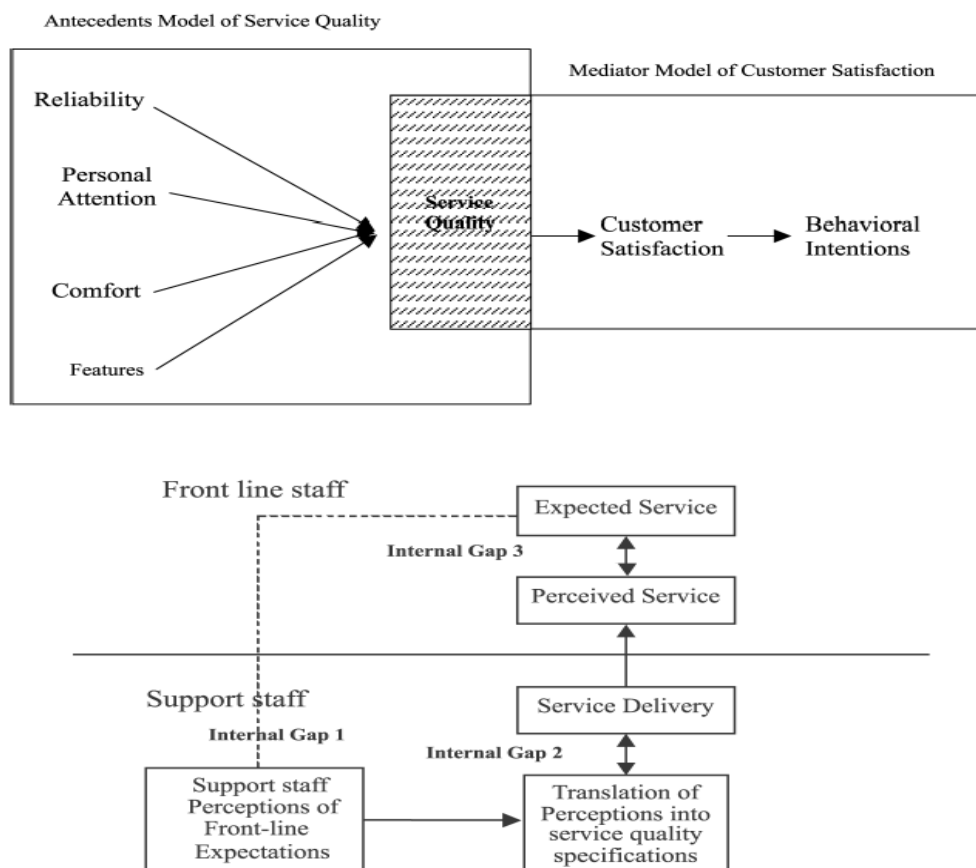 Antecedents Model of Service Quality
Mediator Model of Customer Satisfaction
Reliability
Personal
Attention
Comfort
Features
Service
Quality
Customer
Satisfaction
Behavioral
Intentions
Front line staff
Expected Service
Internal Gap 3
Perceived Service
Support staff
Service Delivery
Internal Gap 1
Internal Gap 2
Support staff
Perceptions of
Front-line
Expectations
Translation of
Perceptions into
service quality
specifications